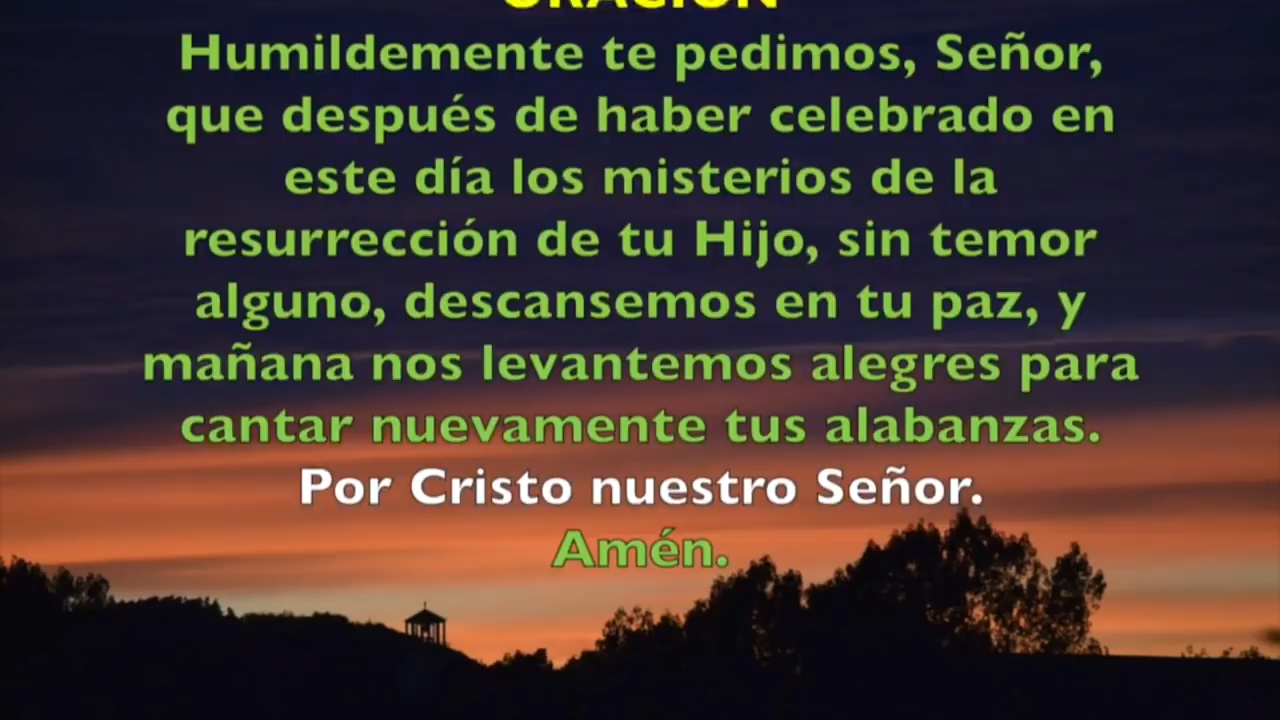 ORACIÓN
Humildemente te pedimos, Señor,
que después de haber celebrado en
este día los misterios de la
resurrección de tu Hijo, sin temor
alguno, descansemos en tu paz, y
mañana nos levantemos alegres para
cantar nuevamente tus alabanzas.
Por Cristo nuestro Señor.
Amén.